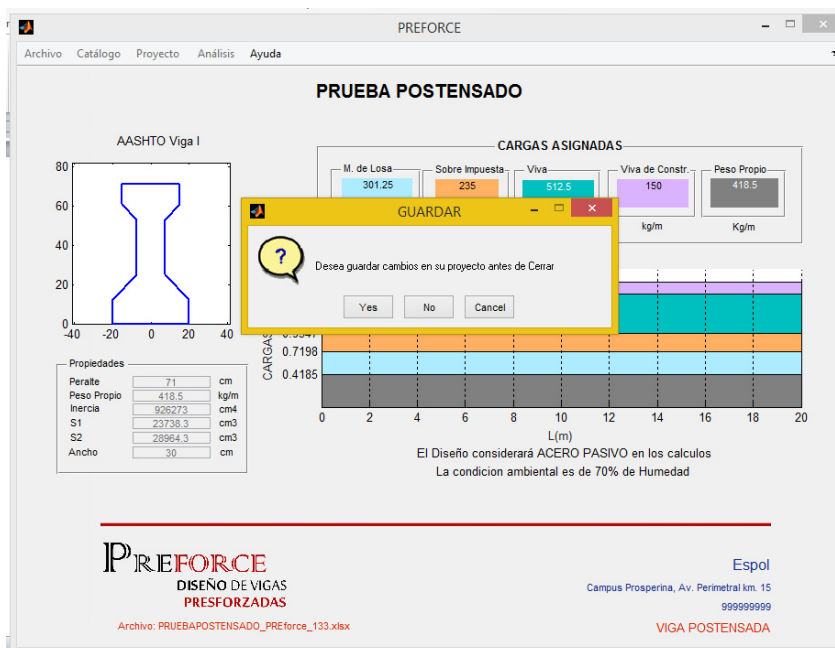 PREFORCE
Archivo Catálogo Proyecto Análisis Ayuda
PRUEBA POSTENSADO
AASHTO Viga I
80
60
40
20
0
-40 -20 0 20 40
CARGAS ASIGNADAS
M. de Losa Sobre Impuesta Viva Viva de Constr. Peso Propio
301.25 235 512.5 150 418.5
kg/m Kg/m
GUARDAR
?
Desea guardar cambios en su proyecto antes de Cerrar
Yes No Cancel
CARGAS
0.7198
0.4185
0 2 4 6 8 10 12 14 16 18 20
L(m)
Propiedades
Peralte 71 cm
Peso Propio 418.5 kg/m
Inercia 926273 cm4
S1 23738.3 cm3
S2 28964.3 cm3
Ancho 30 cm
El Diseño considerará ACERO PASIVO en los calculos
La condicion ambiental es de 70% de Humedad
PREFORCE
DISEÑO DE VIGAS
PRESFORZADAS
Archivo: PRUEBAPOSTENSADO_PREforce_133.xlsx
Espol
Campus Prosperina, Av. Perimetral km. 15
999999999
VIGA POSTENSADA